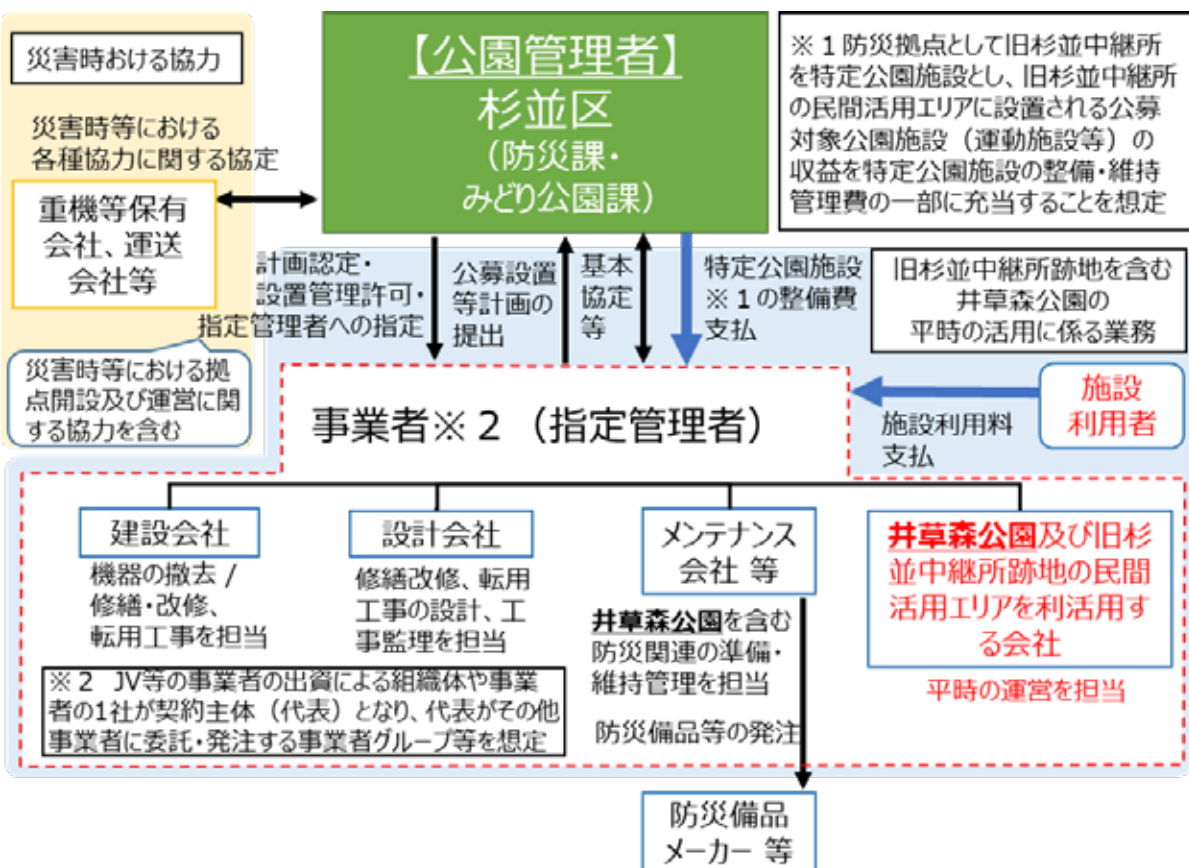 災害時おける協力
災害時等における
各種協力に関する協定
重機等保有
会社、運送
会社等
災害時等における拠
点開設及び運営に関
する協力を含む
【公園管理者】
杉並区
（防災課・
みどり公園課）
※１防災拠点として旧杉並中継所
を特定公園施設とし、旧杉並中継所
の民間活用エリアに設置される公募
対象公園施設（運動施設等）の
収益を特定公園施設の整備・維持
管理費の一部に充当することを想定
計画認定・
設置管理許可・
指定管理者への指定
公募設置
等計画の
提出
基本
協定
等
特定公園施設
※１の整備費
支払
旧杉並中継所跡地を含む
井草森公園の
平時の活用に係る業務
施設
利用者
施設利用料
支払
事業者※２（指定管理者）
建設会社
機器の撤去 /
修繕・改修、
転用工事を担当
設計会社
修繕改修、転用
工事の設計、工
事監理を担当
メンテナンス
会社 等
井草森公園を含む
防災関連の準備・
維持管理を担当
防災備品等の発注
井草森公園及び旧杉
並中継所跡地の民間
活用エリアを利活用す
る会社
平時の運営を担当
※２ JV等の事業者の出資による組織体や事業
者の1社が契約主体（代表）となり、代表がその他
事業者に委託・発注する事業者グループ等を想定
防災備品
メーカー 等